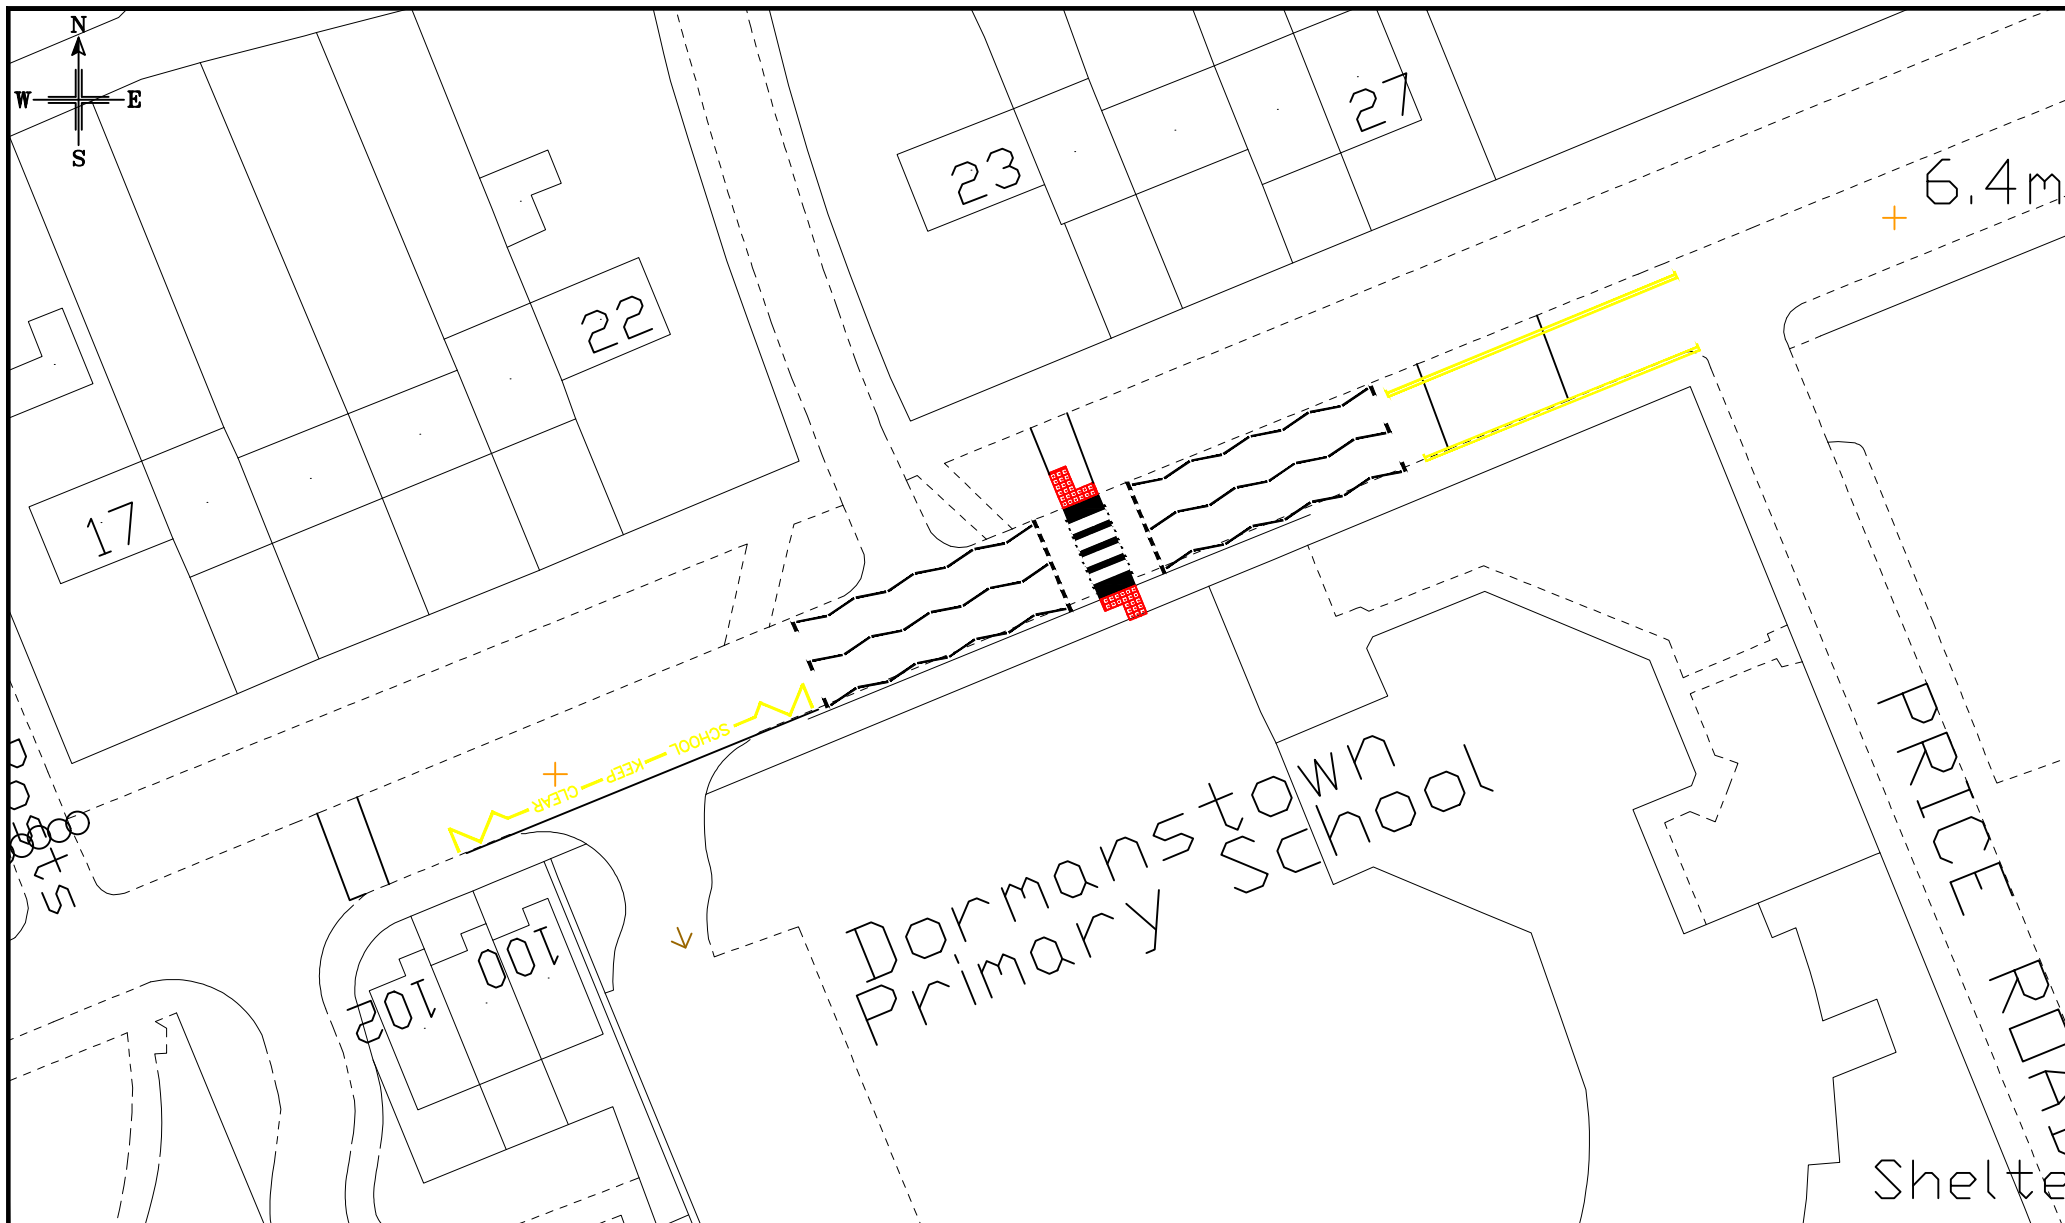 N
W E
S
23
27
6.4m
22
17
SCHOOL
KEEP
CLEAR
Dormanstown
Primary School
PRICE ROAD
100
102
Shelte